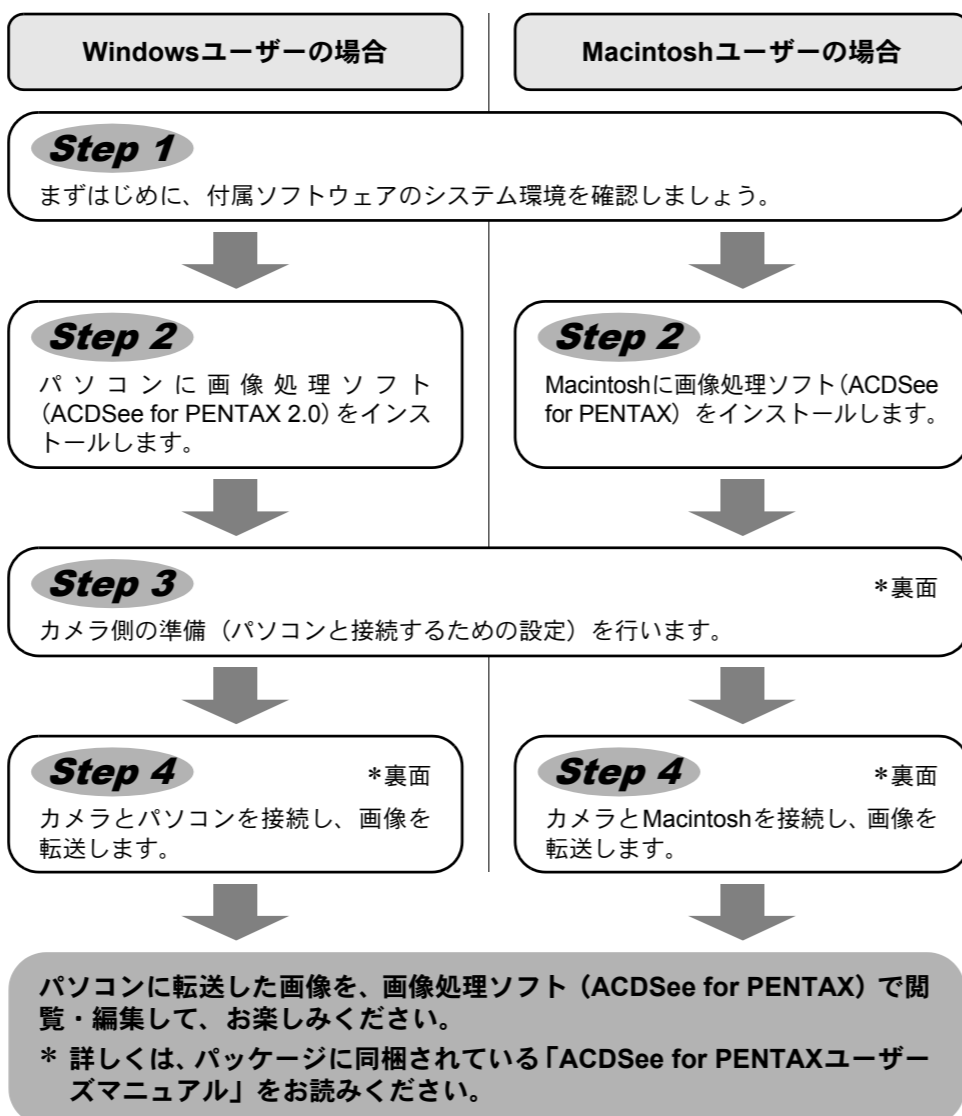 Windowsユーザーの場合
Macintoshユーザーの場合
Step 1
まずはじめに、付属ソフトウェアのシステム環境を確認しましょう。
Step 2
パソコンに画像処理ソフト
（ACDSee for PENTAX 2.0）をインス
トールします。
Step 2
Macintoshに画像処理ソフト（ACDSee
for PENTAX）をインストールします。
Step 3
＊裏面
カメラ側の準備（パソコンと接続するための設定）を行います。
Step 4
＊裏面
カメラとパソコンを接続し、画像を
転送します。
Step 4
＊裏面
カメラとMacintoshを接続し、画像を
転送します。
パソコンに転送した画像を、画像処理ソフト（ACDSee for PENTAX）で閲
覧・編集して、お楽しみください。
＊ 詳しくは、パッケージに同梱されている「ACDSee for PENTAXユーザー
ズマニュアル」をお読みください。